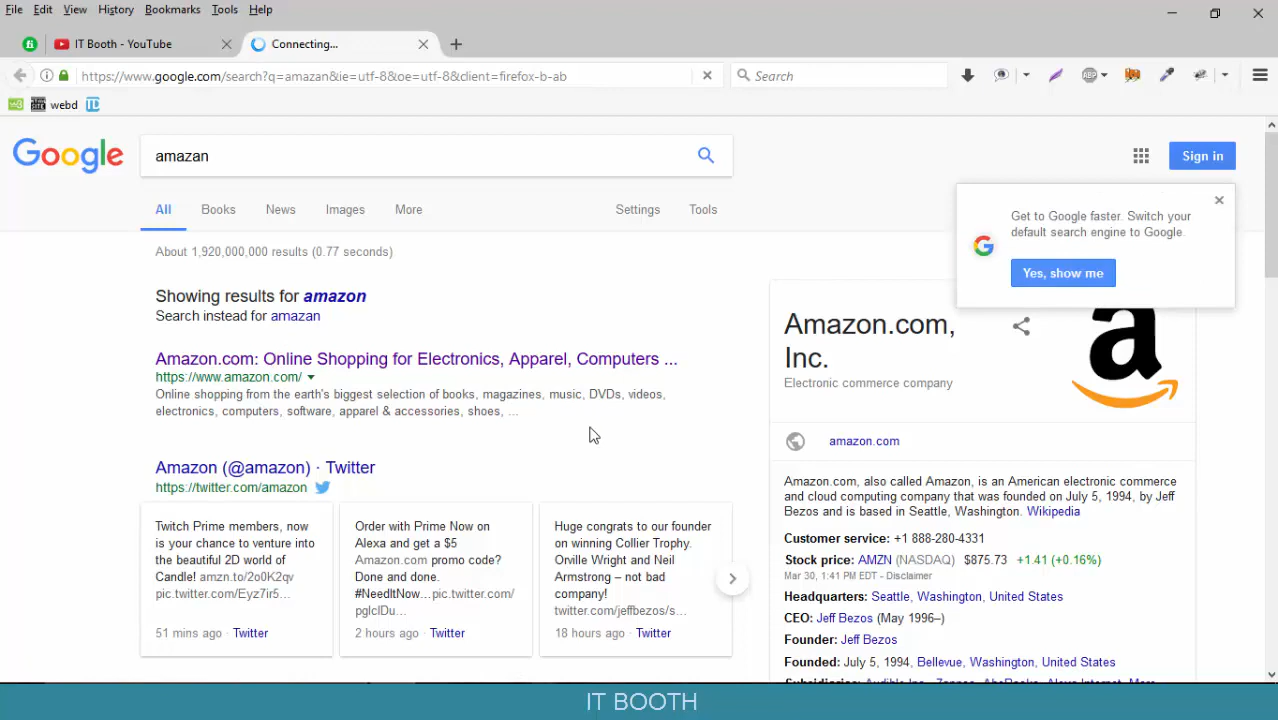 File Edit View History Bookmarks Tools Help
IT Booth - YouTube
Connecting...
https://www.google.com/search?q=amazan&ie=utf-8&oe=utf-8&client=firefox-b-ab
Search
ABP
webd
TD
Google
amazan
Sign in
All Books News Images More Settings Tools
Get to Google faster. Switch your
default search engine to Google.
Yes, show me
About 1,920,000,000 results (0.77 seconds)
Showing results for amazon
Search instead for amazan
Amazon.com: Online Shopping for Electronics, Apparel, Computers ...
https://www.amazon.com/
Online shopping from the earth's biggest selection of books, magazines, music, DVDs, videos,
electronics, computers, software, apparel & accessories, shoes, ...
Amazon (@amazon) · Twitter
https://twitter.com/amazon
Twitch Prime members, now
is your chance to venture into
the beautiful 2D world of
Candle! amzn.to/2o0K2qv
pic.twitter.com/Eyz7ir5...
51 mins ago · Twitter
Order with Prime Now on
Alexa and get a $5
Amazon.com promo code?
Done and done.
#NeedItNow…pic.twitter.com/
pglcIDu...
2 hours ago · Twitter
Huge congrats to our founder
on winning Collier Trophy.
Orville Wright and Neil
Armstrong – not bad
company!
twitter.com/jeffbezos/s...
18 hours ago · Twitter
Amazon.com,
Inc.
Electronic commerce company
a
amazon.com
Amazon.com, also called Amazon, is an American electronic commerce
and cloud computing company that was founded on July 5, 1994, by Jeff
Bezos and is based in Seattle, Washington. Wikipedia
Customer service: +1 888-280-4331
Stock price: AMZN (NASDAQ) $875.73 +1.41 (+0.16%)
Mar 30, 1:41 PM EDT - Disclaimer
Headquarters: Seattle, Washington, United States
CEO: Jeff Bezos (May 1996–)
Founder: Jeff Bezos
Founded: July 5, 1994, Bellevue, Washington, United States
IT BOOTH